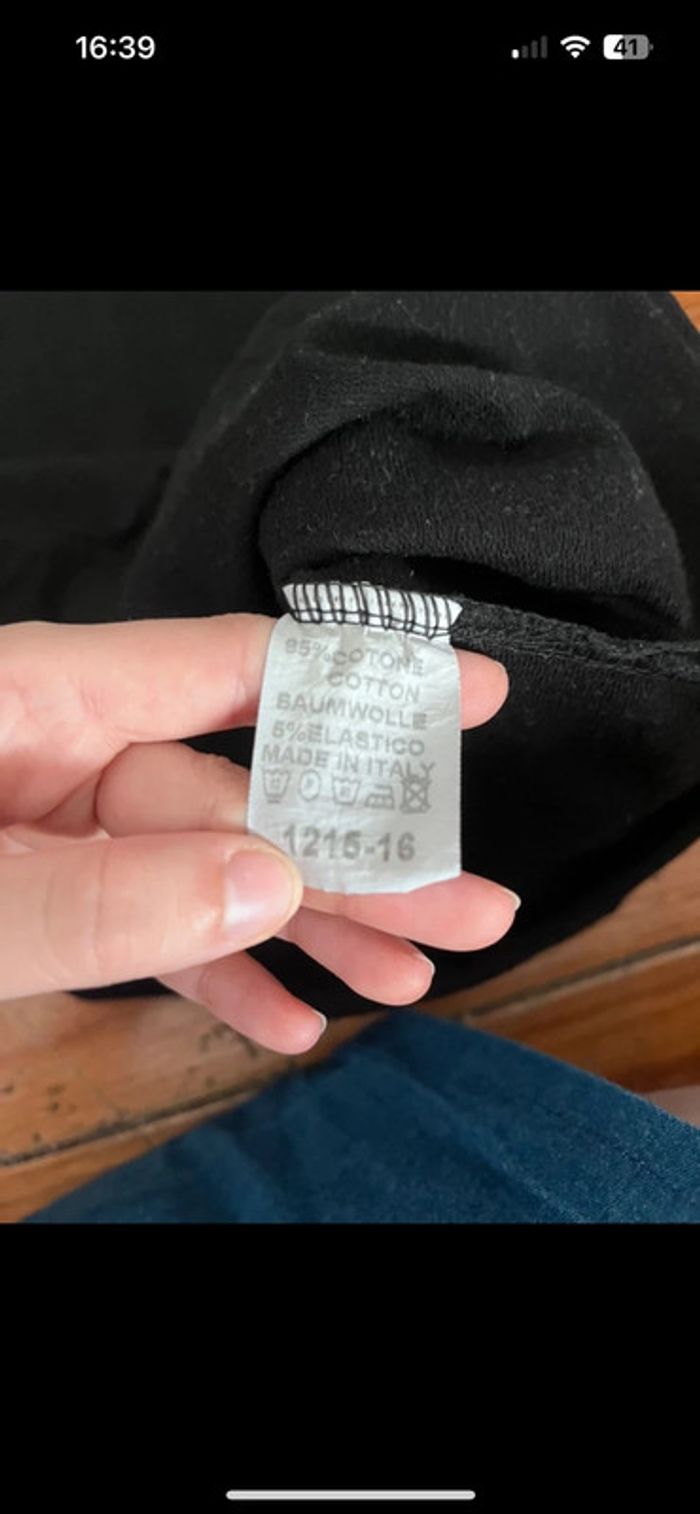 16:39
41
95%COTONE
COTTON
BAUMWOLLE
5%ELASTICO
MADE IN ITALY
1215-16